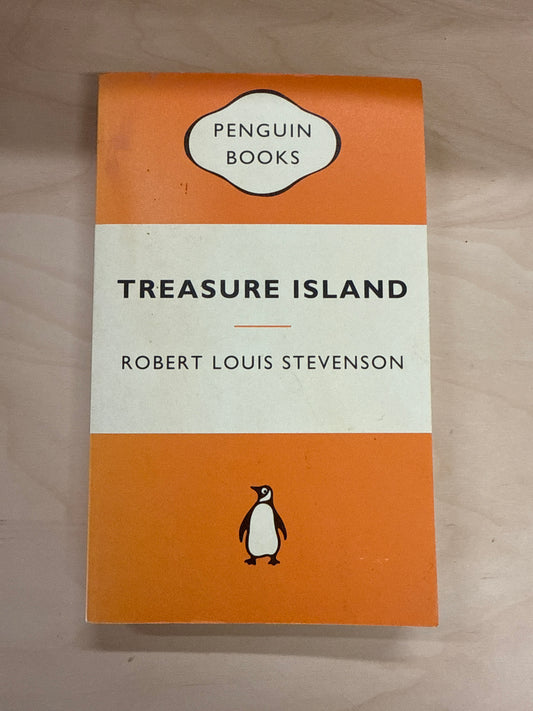 PENGUIN
BOOKS
TREASURE ISLAND
ROBERT LOUIS STEVENSON